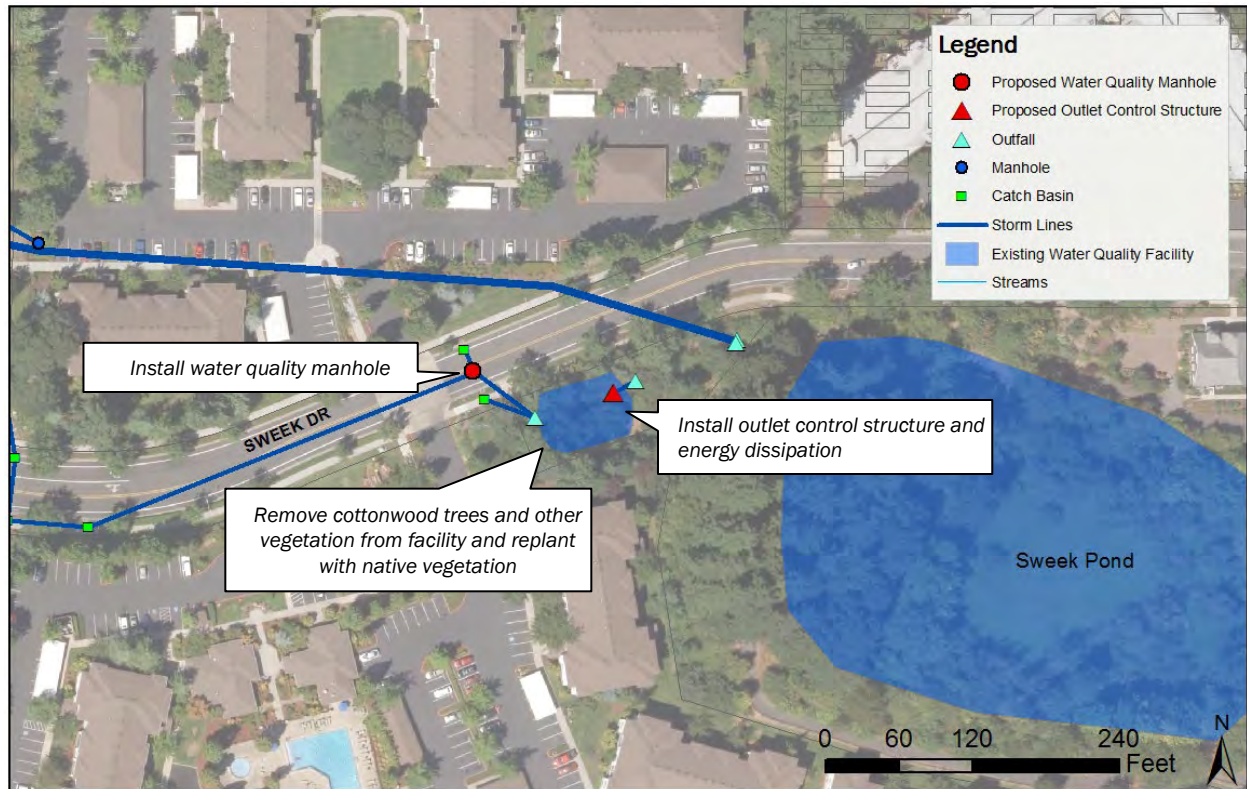 Legend
Proposed Water Quality Manhole
Proposed Outlet Control Structure
Outfall
Manhole
Catch Basin
Storm Lines
Existing Water Quality Facility
Streams
Install water quality manhole
SWEEK DR
Install outlet control structure and
energy dissipation
Remove cottonwood trees and other
vegetation from facility and replant
with native vegetation
Sweek Pond
N
0 60 120 240
Feet